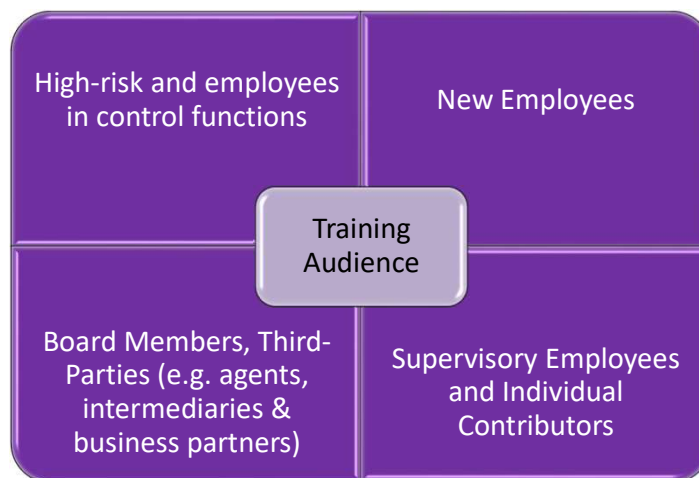 High-risk and employees
in control functions
New Employees
Training
Audience
Board Members, Third-
Parties (e.g. agents,
intermediaries &
business partners)
Supervisory Employees
and Individual
Contributors